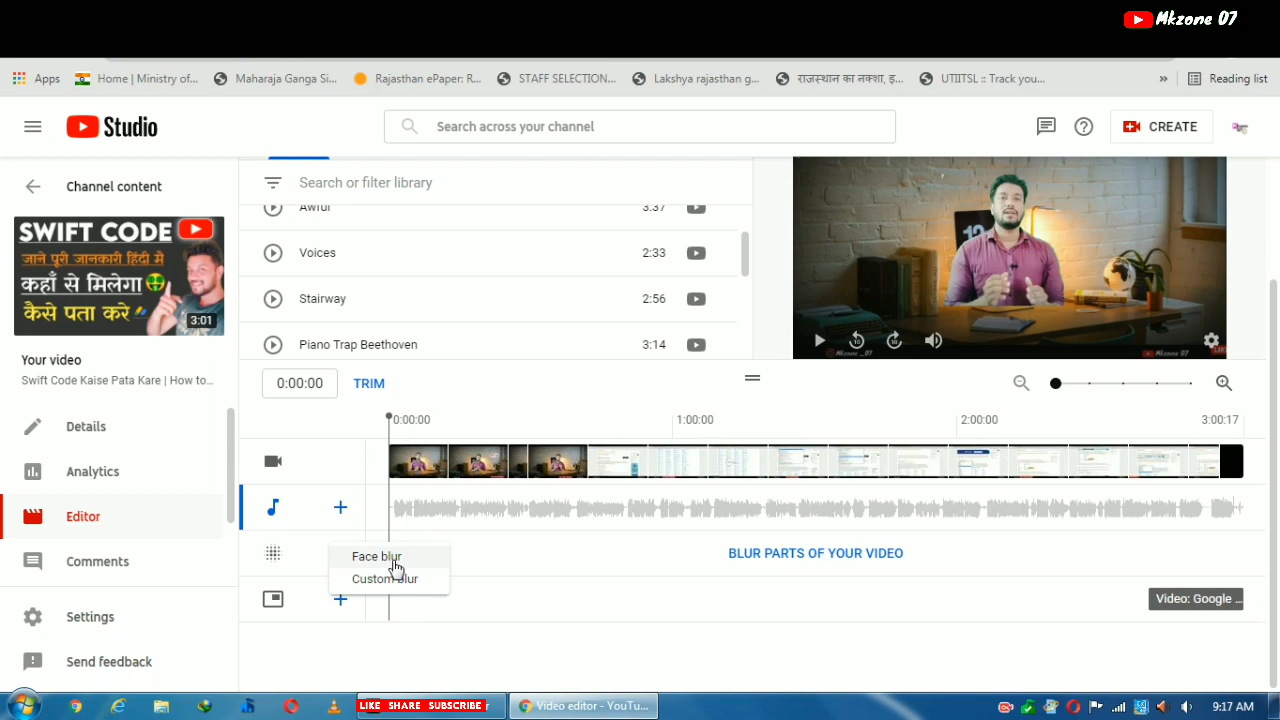 Mkzone 07
Apps
Home | Ministry of...
Maharaja Ganga Si...
Rajasthan ePaper: R...
STAFF SELECTION...
Lakshya rajasthan g...
राजस्थान का नक्शा, इ...
UTIITSL :: Track you...
»
Reading list
Studio
Search across your channel
CREATE
Channel content
Search or filter library
Awful
3:37
Voices
2:33
Stairway
2:56
Piano Trap Beethoven
3:14
SWIFT CODE
जाने पूरी जानकारी हिंदी में
कहाँ से मिलेगा
कैसे पता करे
3:01
Your video
Swift Code Kaise Pata Kare | How to...
Details
Analytics
Editor
Comments
Settings
Send feedback
0:00:00
TRIM
0:00:00
1:00:00
2:00:00
3:00:17
Face blur
Custom blur
BLUR PARTS OF YOUR VIDEO
Video: Google ...
LIKE SHARE SUBSCRIBE
Video editor - YouTu...
9:17 AM